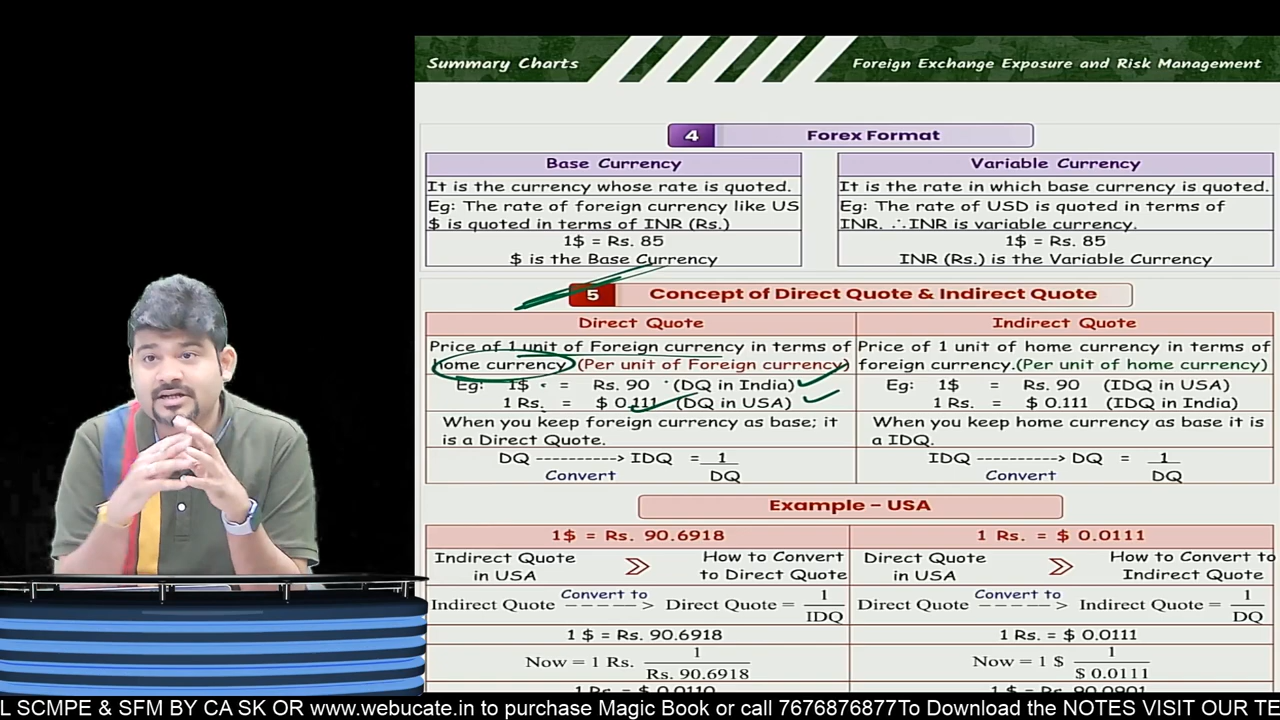 Summary Charts
Foreign Exchange Exposure and Risk Management
4 Forex Format
Base Currency
It is the currency whose rate is quoted.
Eg: The rate of foreign currency like US
$ is quoted in terms of INR (Rs.)
1$ = Rs. 85
$ is the Base Currency
Variable Currency
It is the rate in which base currency is quoted.
Eg: The rate of USD is quoted in terms of
INR. ∴INR is variable currency.
1$ = Rs. 85
INR (Rs.) is the Variable Currency
5 Concept of Direct Quote & Indirect Quote
Direct Quote
Price of 1 unit of Foreign currency in terms of
home currency (Per unit of Foreign currency)
Eg: 1$ = Rs. 90 (DQ in India)
1 Rs. = $ 0.111 (DQ in USA)
When you keep foreign currency as base; it
is a Direct Quote.
DQ ----------> IDQ = 1
Convert DQ
Indirect Quote
Price of 1 unit of home currency in terms of
foreign currency.(Per unit of home currency)
Eg: 1$ = Rs. 90 (IDQ in USA)
1 Rs. = $ 0.111 (IDQ in India)
When you keep home currency as base it is
a IDQ.
IDQ ----------> DQ = 1
Convert DQ
Example - USA
1$ = Rs. 90.6918
Indirect Quote How to Convert
in USA to Direct Quote
Convert to
Indirect Quote -----> Direct Quote = 1
IDQ
1 $ = Rs. 90.6918
Now = 1 Rs. 1
Rs. 90.6918
1 Rs. = $ 0.0111
Direct Quote How to Convert to
in USA Indirect Quote
Convert to
Direct Quote -----> Indirect Quote = 1
DQ
1 Rs. = $ 0.0111
Now = 1 $ 1
$ 0.0111
L SCMPE & SFM BY CA SK OR www.webucate.in to purchase Magic Book or call 7676876877To Download the NOTES VISIT OUR TE